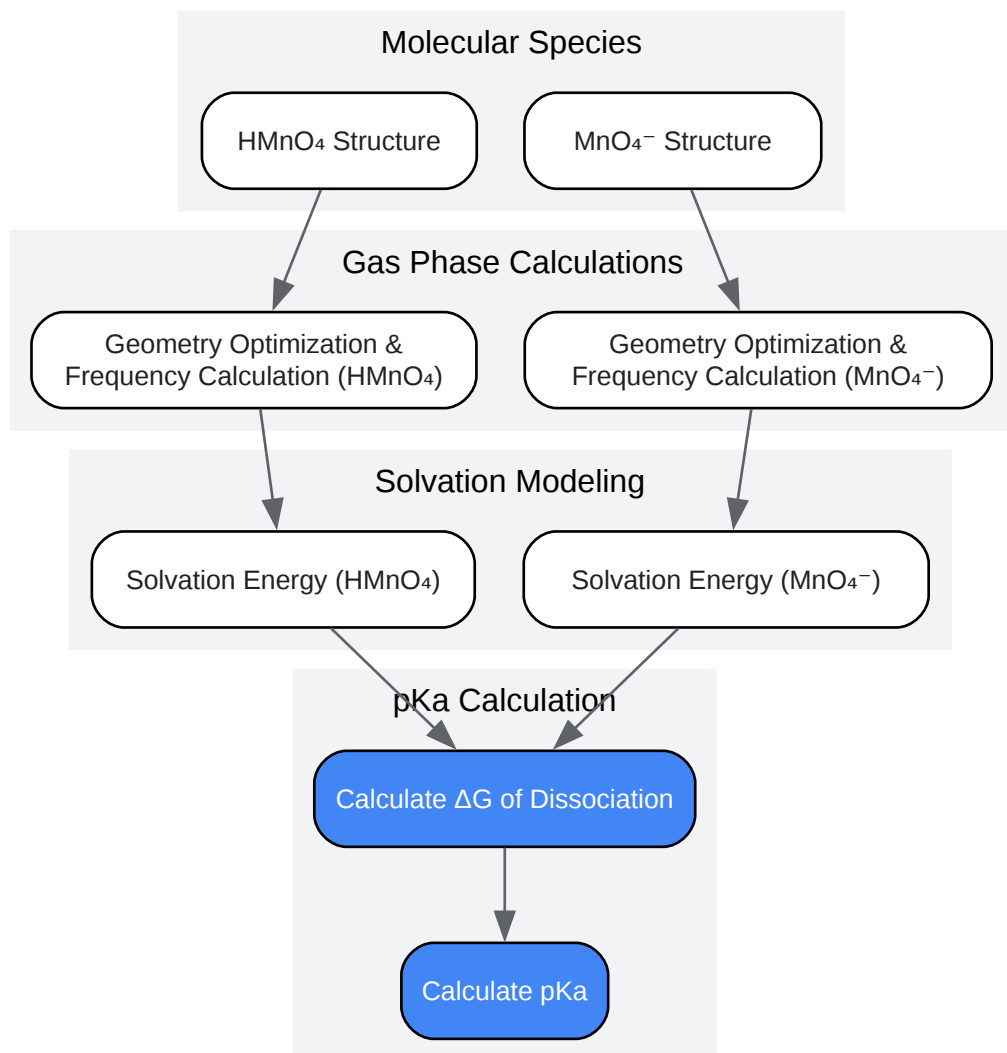 Molecular Species
HMnO₄ Structure
MnO₄⁻ Structure
Gas Phase Calculations
Geometry Optimization &
Frequency Calculation (HMnO₄)
Geometry Optimization &
Frequency Calculation (MnO₄⁻)
Solvation Modeling
Solvation Energy (HMnO₄)
Solvation Energy (MnO₄⁻)
pKa Calculation
Calculate ΔG of Dissociation
Calculate pKa